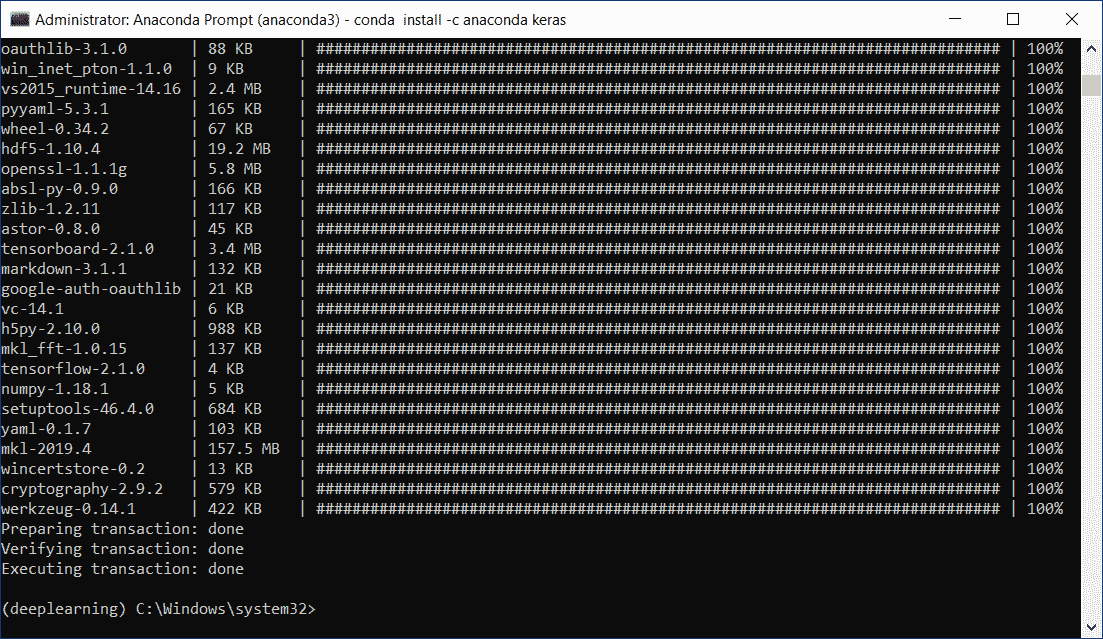 Administrator: Anaconda Prompt (anaconda3) - conda  install -c anaconda keras
oauthlib-3.1.0       | 88 KB     | ############################################################################ | 100%
win_inet_pton-1.1.0  | 9 KB      | ############################################################################ | 100%
vs2015_runtime-14.16 | 2.4 MB    | ############################################################################ | 100%
pyyaml-5.3.1         | 165 KB    | ############################################################################ | 100%
wheel-0.34.2         | 67 KB     | ############################################################################ | 100%
hdf5-1.10.4          | 19.2 MB   | ############################################################################ | 100%
openssl-1.1.1g       | 5.8 MB    | ############################################################################ | 100%
absl-py-0.9.0        | 166 KB    | ############################################################################ | 100%
zlib-1.2.11          | 117 KB    | ############################################################################ | 100%
astor-0.8.0          | 45 KB     | ############################################################################ | 100%
tensorboard-2.1.0    | 3.4 MB    | ############################################################################ | 100%
markdown-3.1.1       | 132 KB    | ############################################################################ | 100%
google-auth-oauthlib | 21 KB     | ############################################################################ | 100%
vc-14.1              | 6 KB      | ############################################################################ | 100%
h5py-2.10.0          | 988 KB    | ############################################################################ | 100%
mkl_fft-1.0.15       | 137 KB    | ############################################################################ | 100%
tensorflow-2.1.0     | 4 KB      | ############################################################################ | 100%
numpy-1.18.1         | 5 KB      | ############################################################################ | 100%
setuptools-46.4.0    | 684 KB    | ############################################################################ | 100%
yaml-0.1.7           | 103 KB    | ############################################################################ | 100%
mkl-2019.4           | 157.5 MB  | ############################################################################ | 100%
wincertstore-0.2     | 13 KB     | ############################################################################ | 100%
cryptography-2.9.2   | 579 KB    | ############################################################################ | 100%
werkzeug-0.14.1      | 422 KB    | ############################################################################ | 100%
Preparing transaction: done
Verifying transaction: done
Executing transaction: done
(deeplearning) C:\Windows\system32>